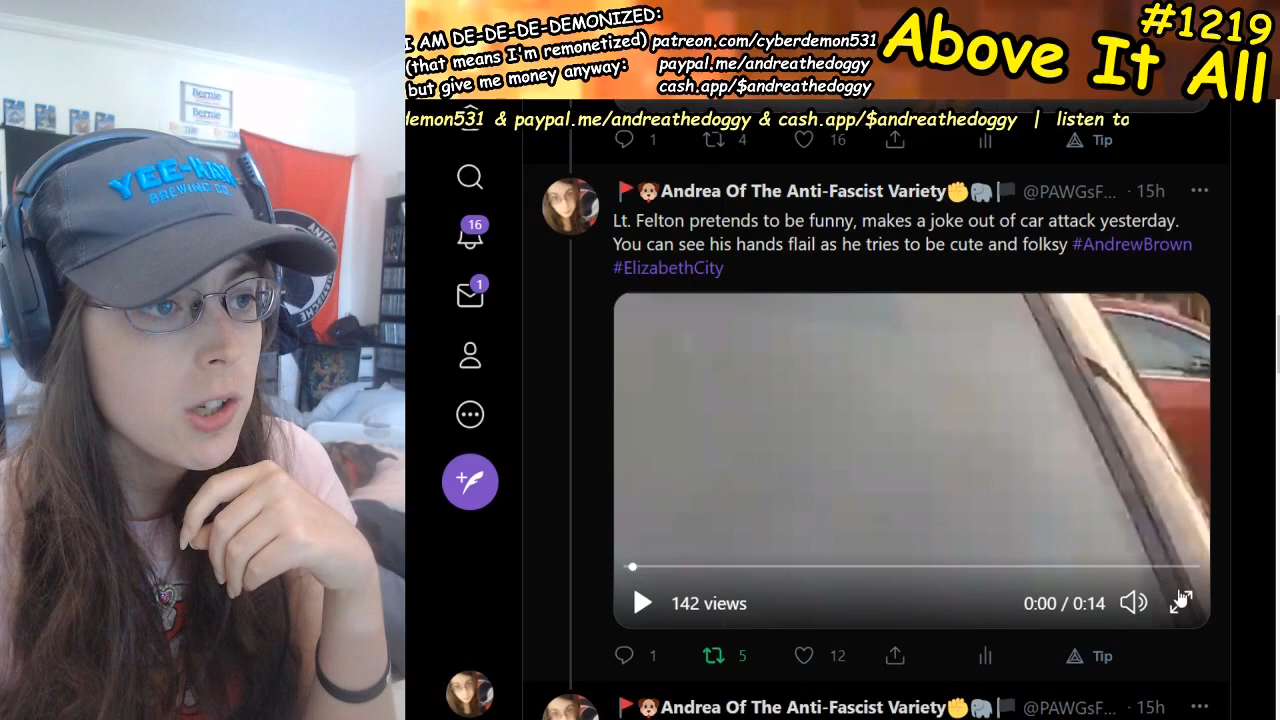 I AM DE-DE-DE-DEMONIZED:
(that means I'm remonetized)
but give me money anyway:
patreon.com/cyberdemon531
paypal.me/andreathedoggy
cash.app/$andreathedoggy
#1219
Above It All
demon531 & paypal.me/andreathedoggy & cash.app/$andreathedoggy | listen to
Bernie
Bernie
YEE-HAW
BREWING CO.
1 4 16 Tip
16
1
Andrea Of The Anti-Fascist Variety @PAWGsF... · 15h
Lt. Felton pretends to be funny, makes a joke out of car attack yesterday.
You can see his hands flail as he tries to be cute and folksy #AndrewBrown
#ElizabethCity
142 views 0:00 / 0:14
1 5 12 Tip
Andrea Of The Anti-Fascist Variety @PAWGsF... · 15h